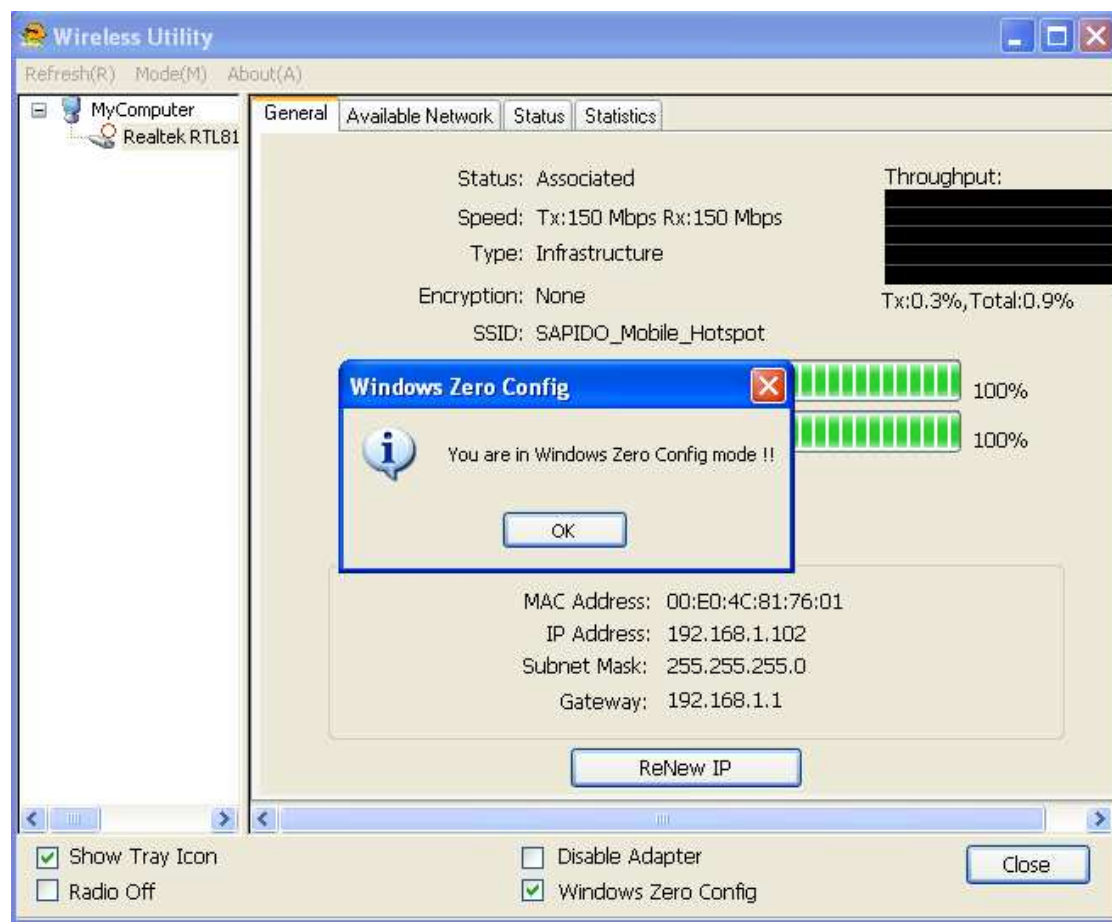 Wireless Utility
Refresh(R) Mode(M) About(A)
MyComputer
Realtek RTL81
General Available Network Status Statistics
Status: Associated
Speed: Tx:150 Mbps Rx:150 Mbps
Type: Infrastructure
Encryption: None
SSID: SAPIDO_Mobile_Hotspot
Throughput:
Tx:0.3%,Total:0.9%
100%
100%
Windows Zero Config
You are in Windows Zero Config mode !!
OK
MAC Address: 00:E0:4C:81:76:01
IP Address: 192.168.1.102
Subnet Mask: 255.255.255.0
Gateway: 192.168.1.1
ReNew IP
Show Tray Icon
Radio Off
Disable Adapter
Windows Zero Config
Close